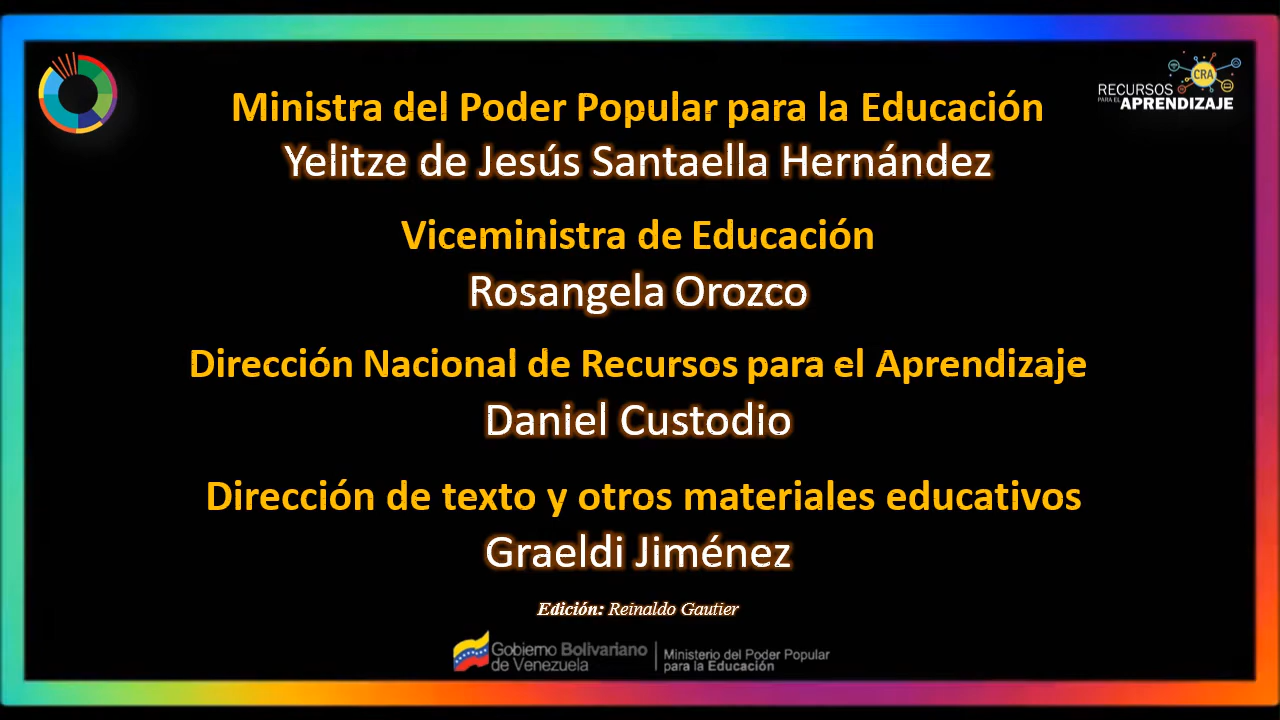 Ministra del Poder Popular para la Educación
Yelitze de Jesús Santaella Hernández
Viceministra de Educación
Rosangela Orozco
Dirección Nacional de Recursos para el Aprendizaje
Daniel Custodio
Dirección de texto y otros materiales educativos
Graeldi Jiménez
Edición: Reinaldo Gautier
CRA
RECURSOS
PARA EL APRENDIZAJE
Gobierno Bolivariano
de Venezuela
Ministerio del Poder Popular
para la Educación